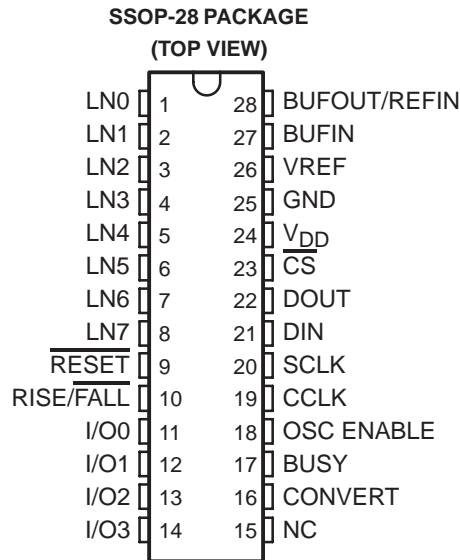 SSOP-28 PACKAGE
(TOP VIEW)
LN0 1 28 BUFOUT/REFIN
LN1 2 27 BUFIN
LN2 3 26 VREF
LN3 4 25 GND
LN4 5 24 VDD
LN5 6 23 CS
LN6 7 22 DOUT
LN7 8 21 DIN
RESET 9 20 SCLK
RISE/FALL 10 19 CCLK
I/O0 11 18 OSC ENABLE
I/O1 12 17 BUSY
I/O2 13 16 CONVERT
I/O3 14 15 NC